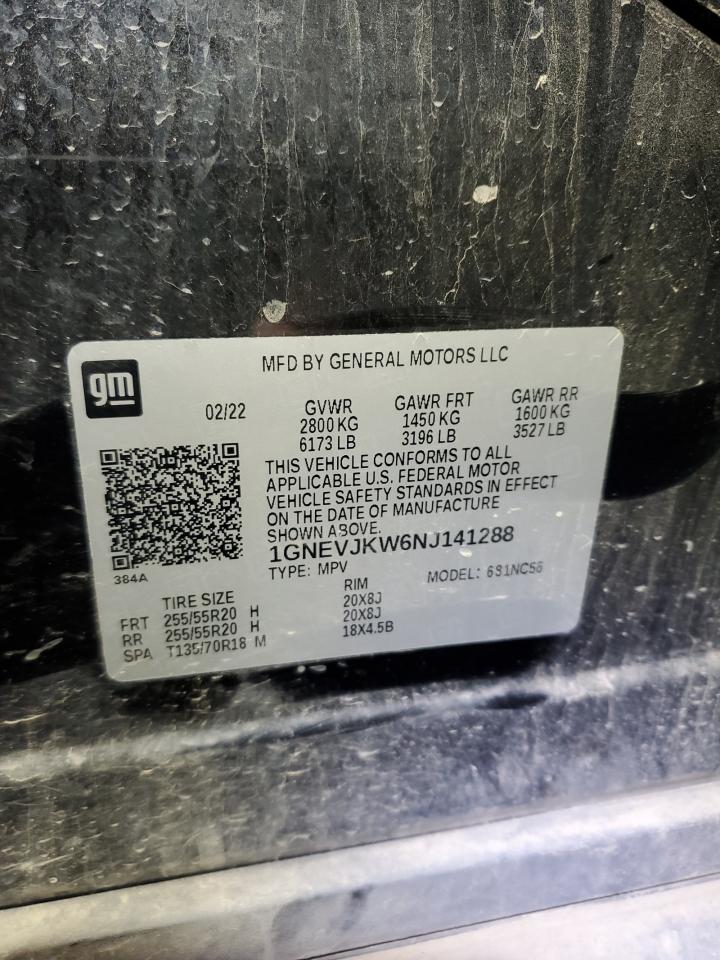 MFD BY GENERAL MOTORS LLC
gm
02/22 GVWR GAWR FRT GAWR RR
2800 KG 1450 KG 1600 KG
6173 LB 3196 LB 3527 LB
THIS VEHICLE CONFORMS TO ALL
APPLICABLE U.S. FEDERAL MOTOR
VEHICLE SAFETY STANDARDS IN EFFECT
ON THE DATE OF MANUFACTURE
SHOWN ABOVE.
1GNEVJKW6NJ141288
384A TYPE: MPV MODEL:
TIRE SIZE RIM
FRT 255/55R20 H 20X8J
RR 255/55R20 H 20X8J
SPA T135/70R18 M 18X4.5B